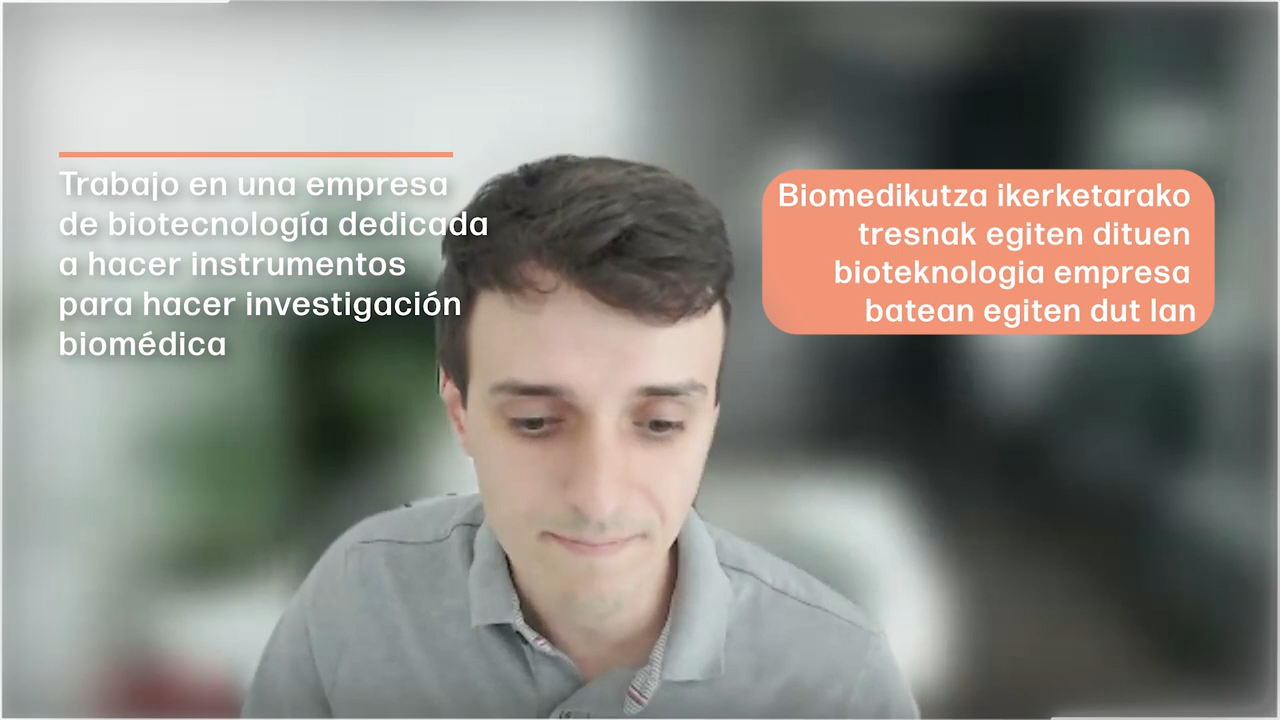 Trabajo en una empresa
de biotecnología dedicada
a hacer instrumentos
para hacer investigación
biomédica
Biomedikutza ikerketarako
tresnak egiten dituen
bioteknologia empresa
batean egiten dut lan